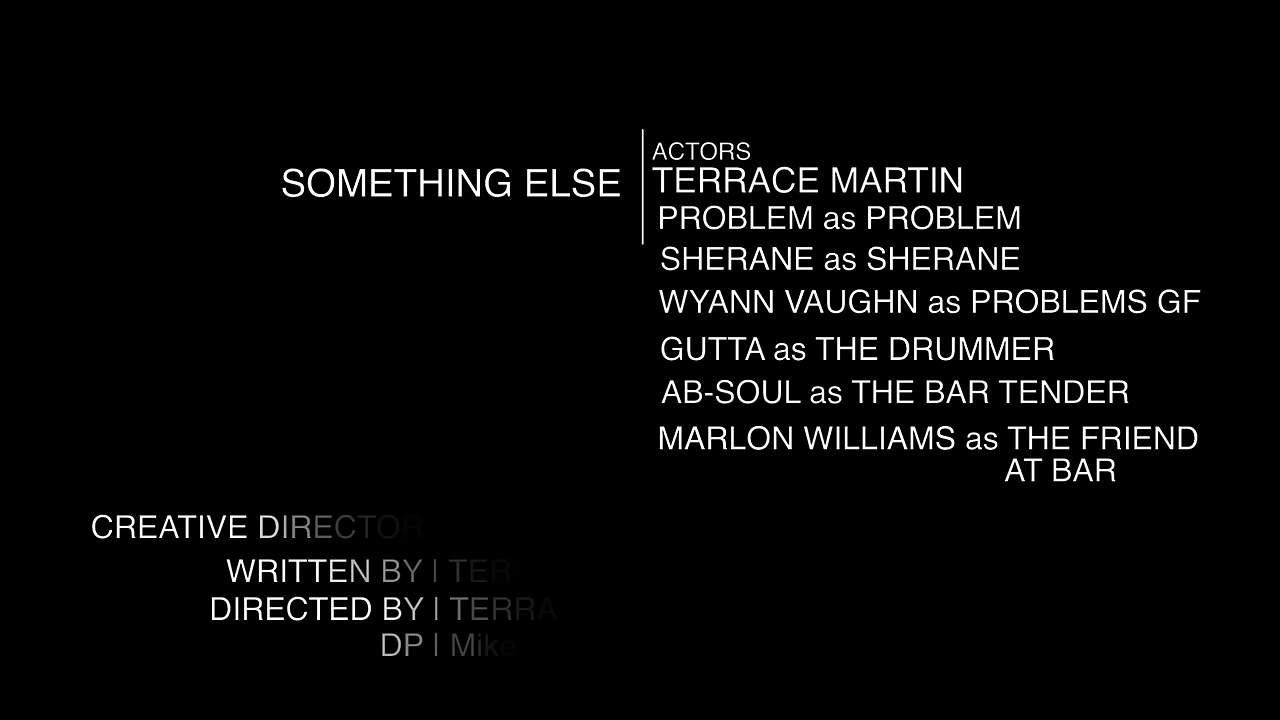 SOMETHING ELSE
ACTORS
TERRACE MARTIN
PROBLEM as PROBLEM
SHERANE as SHERANE
WYANN VAUGHN as PROBLEMS GF
GUTTA as THE DRUMMER
AB-SOUL as THE BAR TENDER
MARLON WILLIAMS as THE FRIEND
AT BAR
CREATIVE DIRECTOR
WRITTEN BY |
DIRECTED BY |
DP | Mike